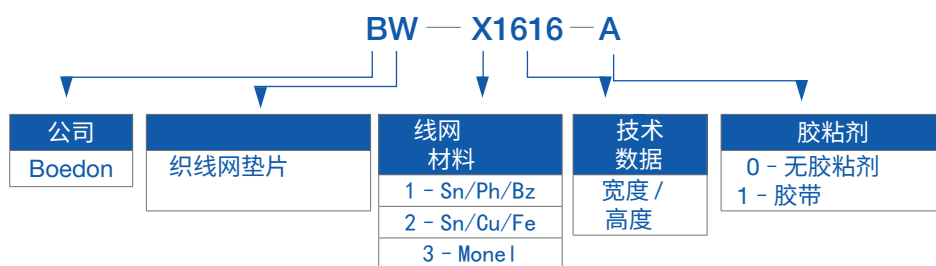 BW — X1616 — A
公司
Boedon
织线网垫片
线网
材料
1 - Sn/Ph/Bz
2 - Sn/Cu/Fe
3 - Monel
技术
数据
宽度 /
高度
胶粘剂
0 - 无胶粘剂
1 - 胶带